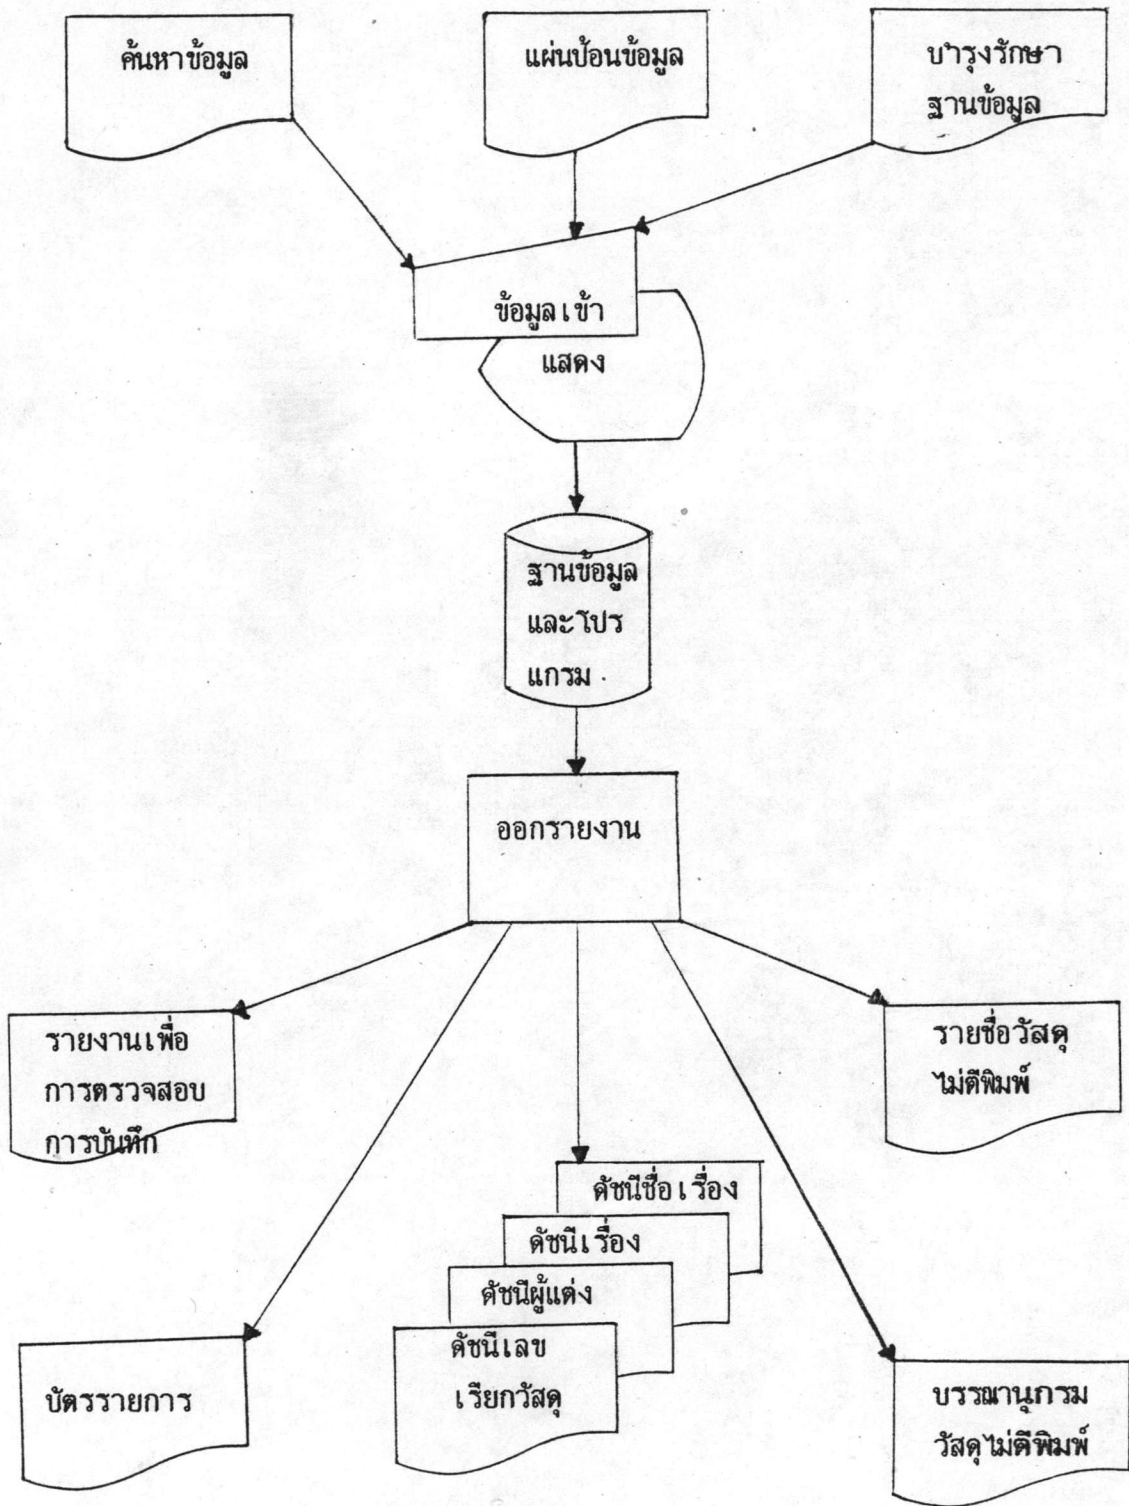 ค้นหาข้อมูล
แผ่นป้อนข้อมูล
บำรุงรักษา
ฐานข้อมูล
ข้อมูลเข้า
แสดง
ฐานข้อมูล
และโปร
แกรม
ออกรายงาน
รายงานเพื่อ
การตรวจสอบ
การบันทึก
รายชื่อวัสดุ
ไม่ตีพิมพ์
ดัชนีชื่อเรื่อง
ดัชนีเรื่อง
ดัชนีผู้แต่ง
ดัชนีเลข
เรียกวัสดุ
บัตรรายการ
บรรณานุกรม
วัสดุไม่ตีพิมพ์